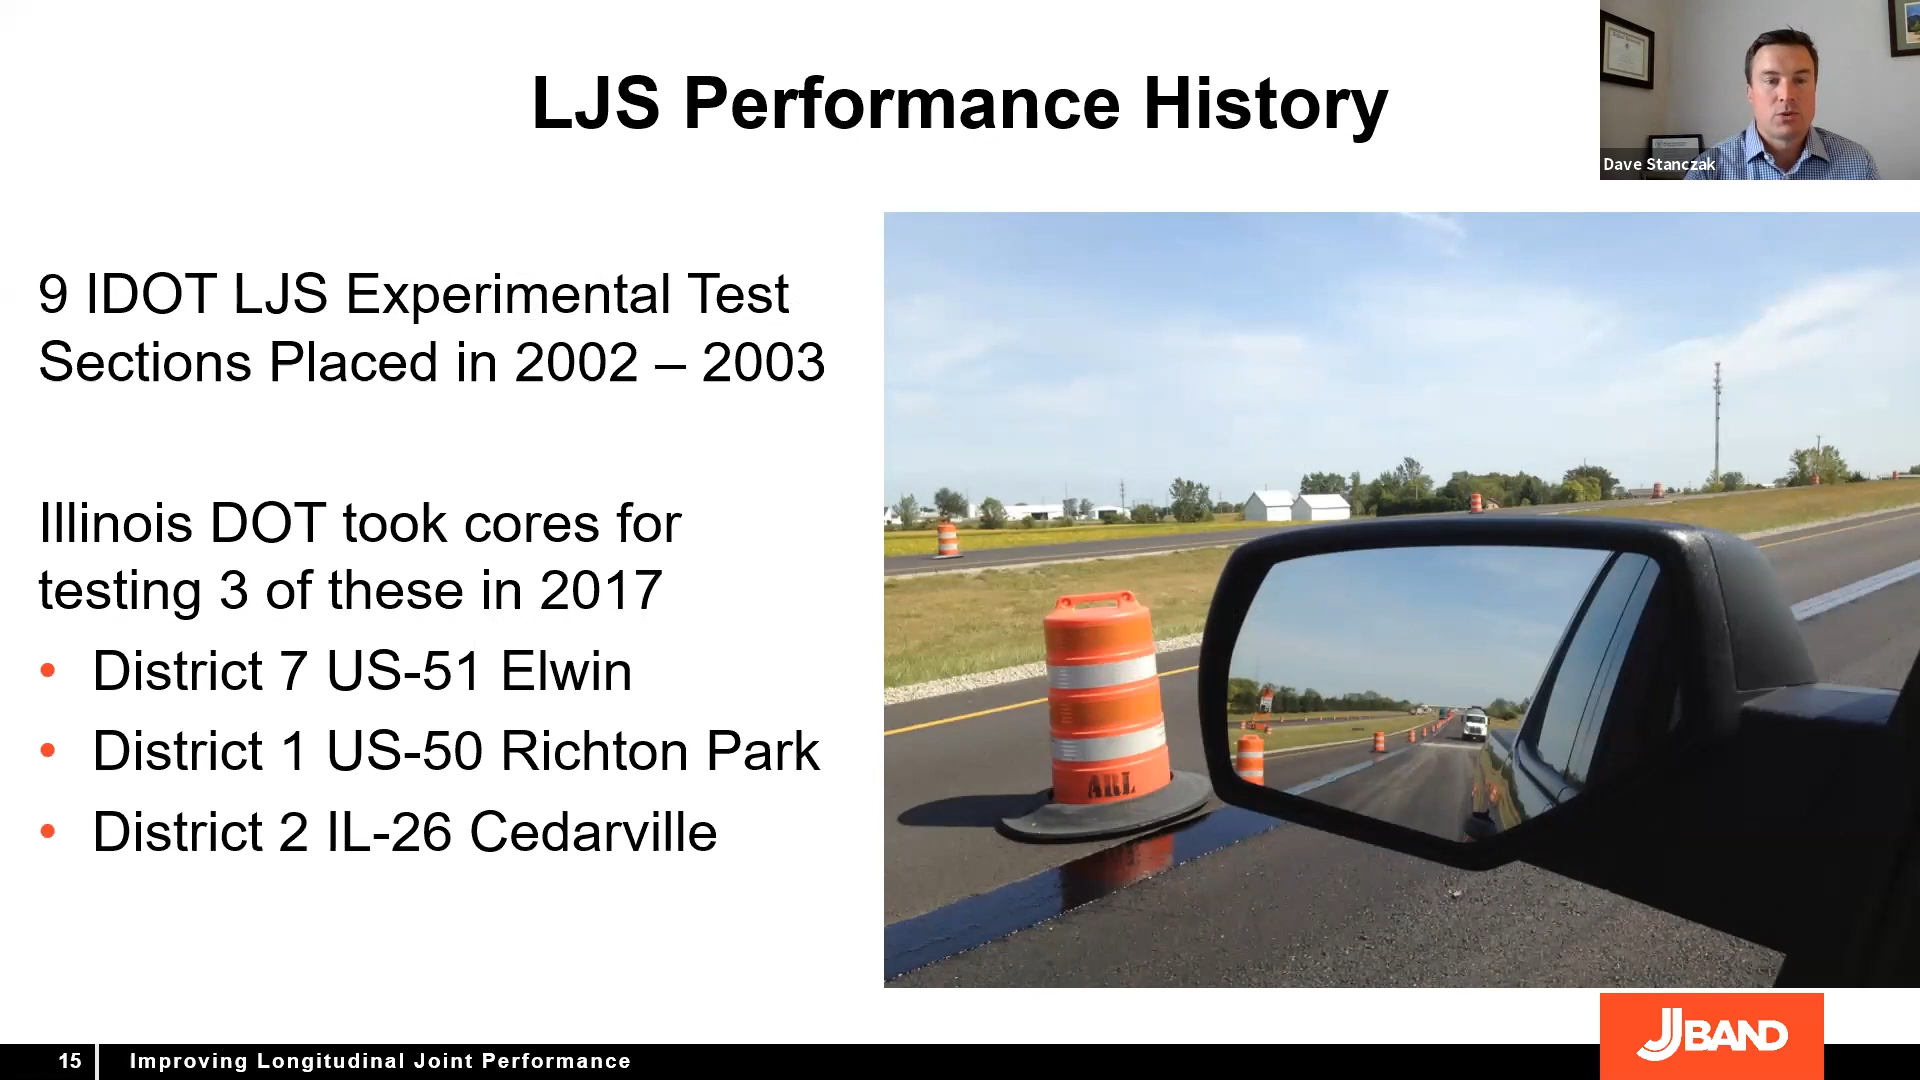 LJS Performance History
Dave Stanczak
9 IDOT LJS Experimental Test
Sections Placed in 2002 – 2003
Illinois DOT took cores for
testing 3 of these in 2017
• District 7 US-51 Elwin
• District 1 US-50 Richton Park
• District 2 IL-26 Cedarville
ARL
JBAND
15
Improving Longitudinal Joint Performance